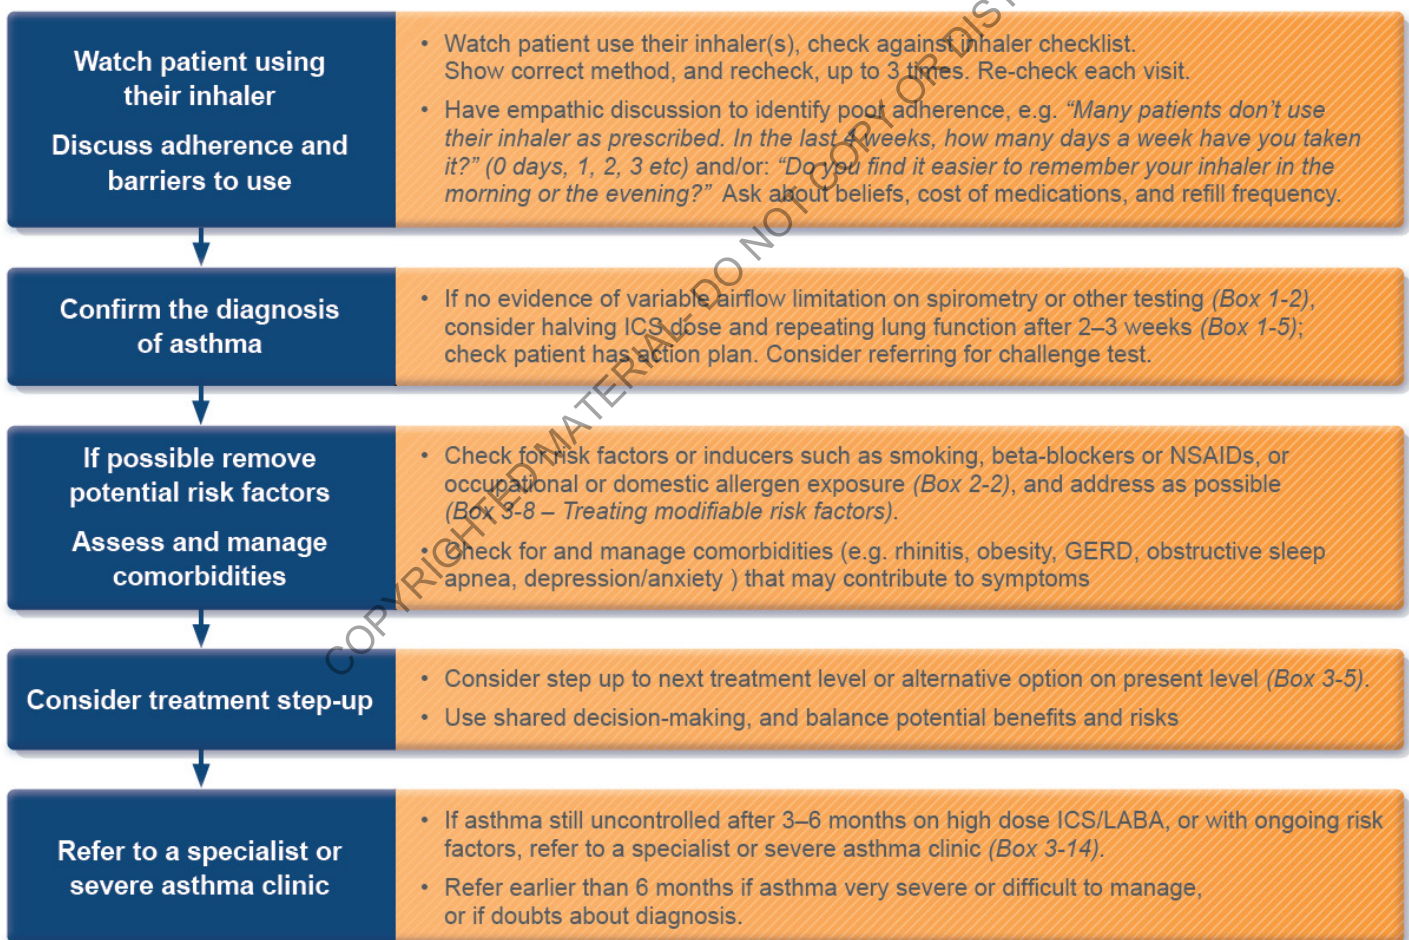 Watch patient using
their inhaler
Discuss adherence and
barriers to use
• Watch patient use their inhaler(s), check against inhaler checklist.
Show correct method, and recheck, up to 3 times. Re-check each visit.
• Have empathic discussion to identify poor adherence, e.g. “Many patients don’t use
their inhaler as prescribed. In the last 4 weeks, how many days a week have you taken
it?” (0 days, 1, 2, 3 etc) and/or: “Do you find it easier to remember your inhaler in the
morning or the evening?” Ask about beliefs, cost of medications, and refill frequency.
Confirm the diagnosis
of asthma
• If no evidence of variable airflow limitation on spirometry or other testing (Box 1-2),
consider halving ICS dose and repeating lung function after 2–3 weeks (Box 1-5);
check patient has action plan. Consider referring for challenge test.
If possible remove
potential risk factors
Assess and manage
comorbidities
• Check for risk factors or inducers such as smoking, beta-blockers or NSAIDs, or
occupational or domestic allergen exposure (Box 2-2), and address as possible
(Box 3-8 – Treating modifiable risk factors).
• Check for and manage comorbidities (e.g. rhinitis, obesity, GERD, obstructive sleep
apnea, depression/anxiety ) that may contribute to symptoms
Consider treatment step-up
• Consider step up to next treatment level or alternative option on present level (Box 3-5).
• Use shared decision-making, and balance potential benefits and risks
Refer to a specialist or
severe asthma clinic
• If asthma still uncontrolled after 3–6 months on high dose ICS/LABA, or with ongoing risk
factors, refer to a specialist or severe asthma clinic (Box 3-14).
• Refer earlier than 6 months if asthma very severe or difficult to manage,
or if doubts about diagnosis.
COPYRIGHTED MATERIAL- DO NOT COPY OR DIST